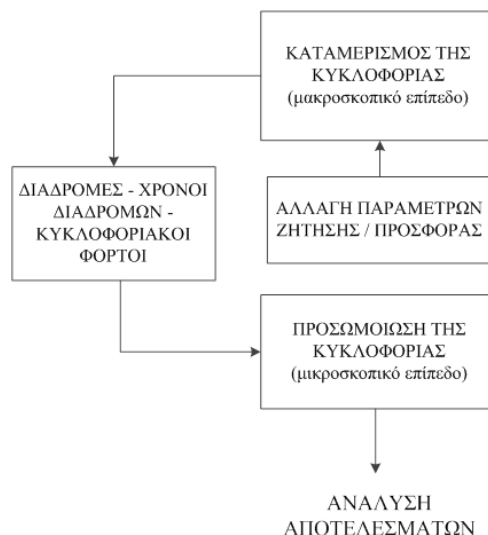 ΚΑΤΑΜΕΡΙΣΜΟΣ ΤΗΣ
ΚΥΚΛΟΦΟΡΙΑΣ
(μακροσκοπικό επίπεδο)
ΔΙΑΔΡΟΜΕΣ - ΧΡΟΝΟΙ
ΔΙΑΔΡΟΜΩΝ -
ΚΥΚΛΟΦΟΡΙΑΚΟΙ
ΦΟΡΤΟΙ
ΑΛΛΑΓΗ ΠΑΡΑΜΕΤΡΩΝ
ΖΗΤΗΣΗΣ / ΠΡΟΣΦΟΡΑΣ
ΠΡΟΣΩΜΟΙΩΣΗ ΤΗΣ
ΚΥΚΛΟΦΟΡΙΑΣ
(μικροσκοπικό επίπεδο)
ΑΝΑΛΥΣΗ
ΑΠΟΤΕΛΕΣΜΑΤΩΝ